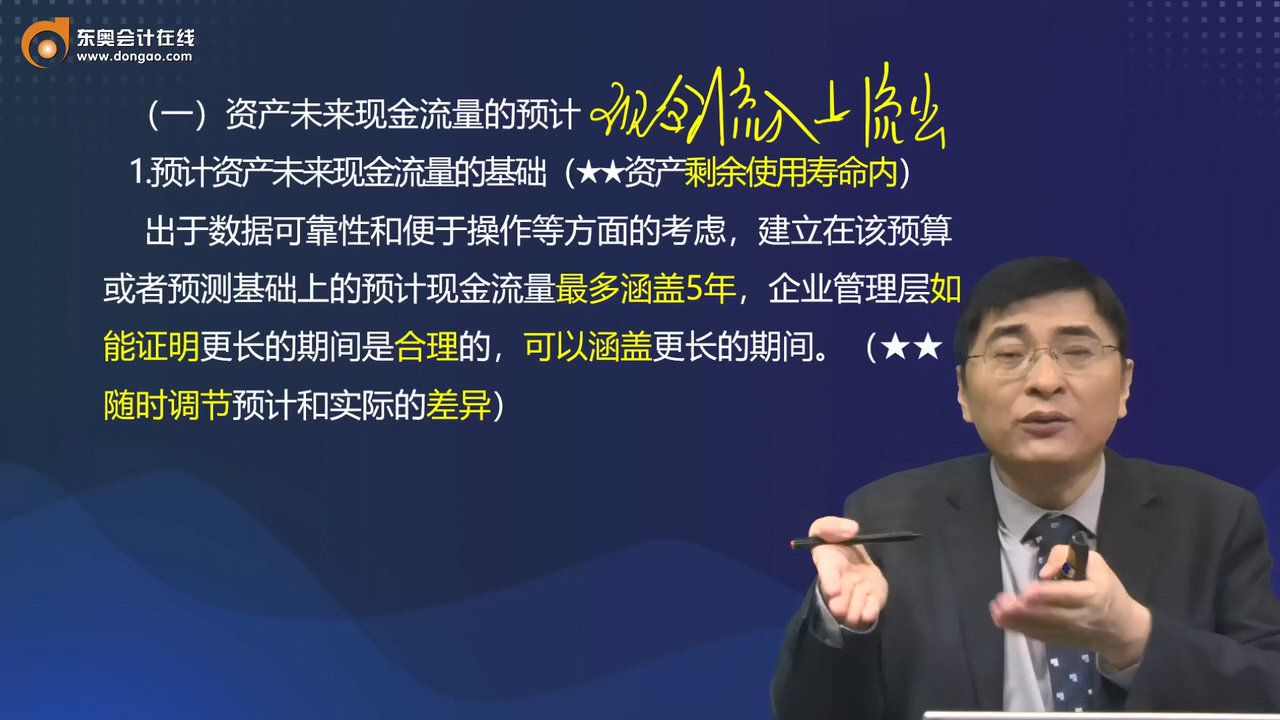 东奥会计在线
www.dongao.com
（一）资产未来现金流量的预计 现金流入 流出
1.预计资产未来现金流量的基础（★★资产剩余使用寿命内）
出于数据可靠性和便于操作等方面的考虑，建立在该预算
或者预测基础上的预计现金流量最多涵盖5年，企业管理层如
能证明更长的期间是合理的，可以涵盖更长的期间。（★★
随时调节预计和实际的差异）